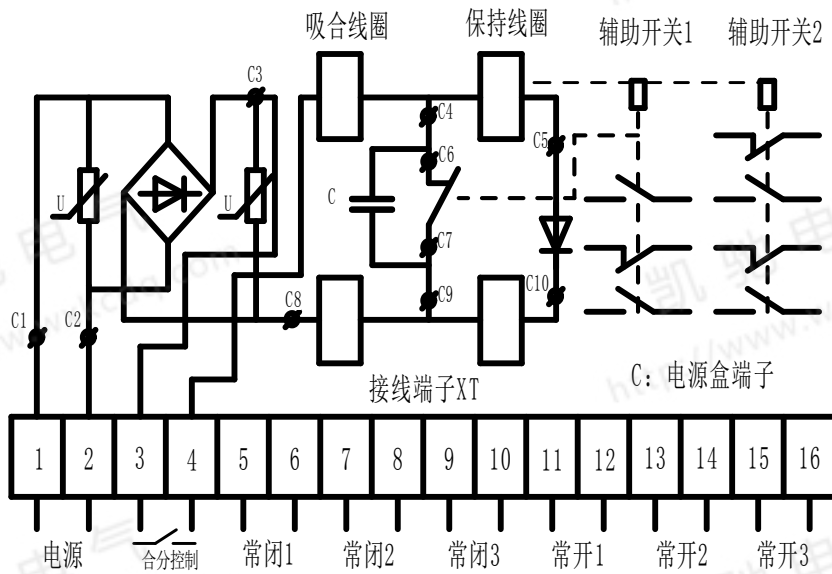 吸合线圈
保持线圈
辅助开关1
辅助开关2
C3
C4
C5
C6
U
U
C
C7
C9
C10
C8
C1
C2
接线端子XT
C: 电源盒端子
1 2 3 4 5 6 7 8 9 10 11 12 13 14 15 16
电源
合分控制
常闭1
常闭2
常闭3
常开1
常开2
常开3